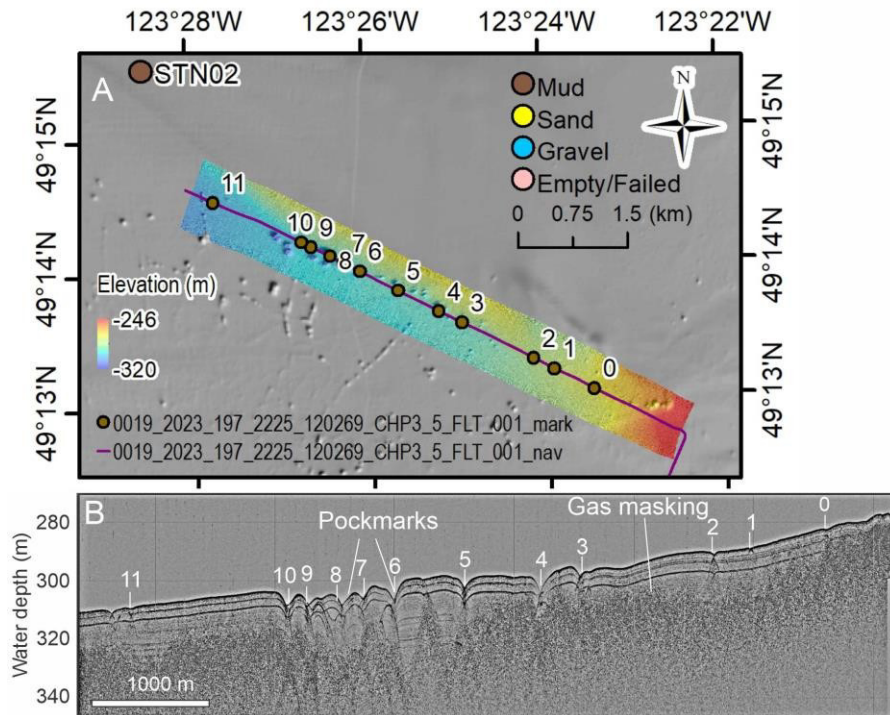 123°28'W 123°26'W 123°24'W 123°22'W
A
STN02
N
Mud
Sand
Gravel
Empty/Failed
0 0.75 1.5 (km)
49°15'N
49°15'N
49°14'N
49°14'N
49°13'N
49°13'N
11
10
9
8
7
6
5
4
3
2
1
0
Elevation (m)
-246
-320
0019_2023_197_2225_120269_CHP3_5_FLT_001_mark
0019_2023_197_2225_120269_CHP3_5_FLT_001_nav
B
Pockmarks
Gas masking
11 10 9 8 7 6 5 4 3 2 1 0
Water depth (m)
280
300
320
340
1000 m